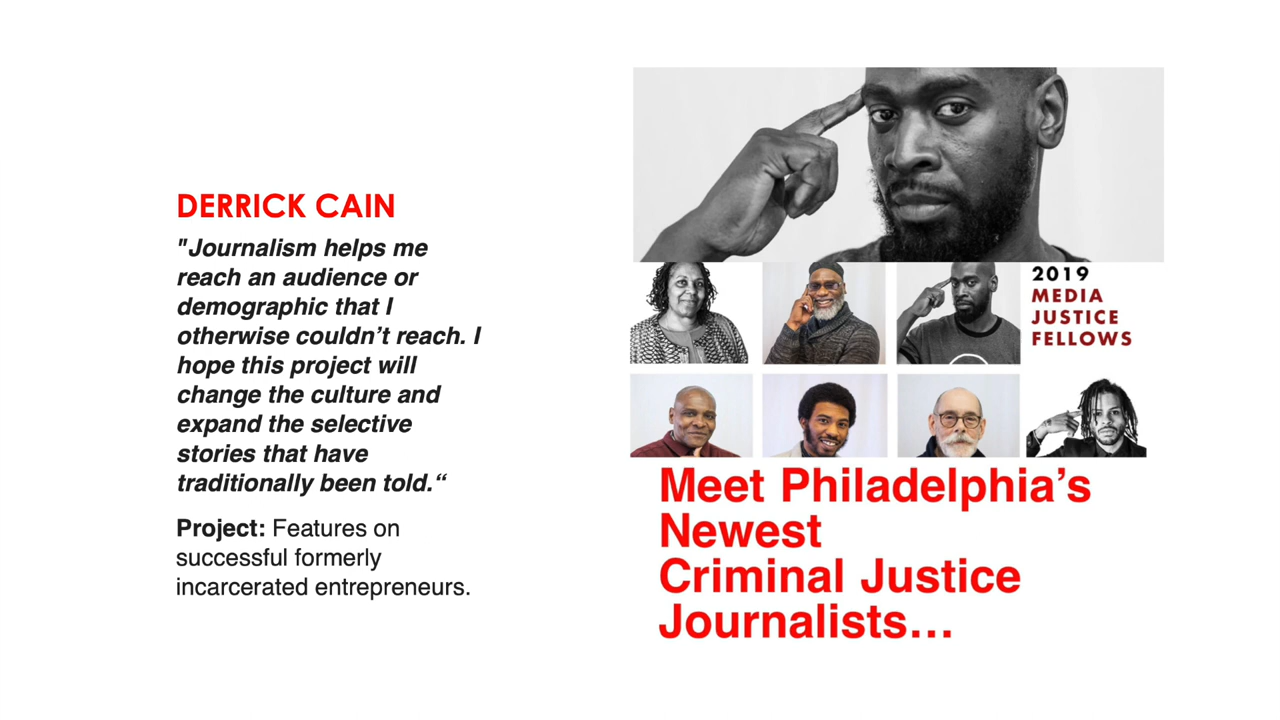 DERRICK CAIN
"Journalism helps me
reach an audience or
demographic that I
otherwise couldn’t reach. I
hope this project will
change the culture and
expand the selective
stories that have
traditionally been told.“
Project: Features on
successful formerly
incarcerated entrepreneurs.
2019
MEDIA
JUSTICE
FELLOWS
Meet Philadelphia’s
Newest
Criminal Justice
Journalists…